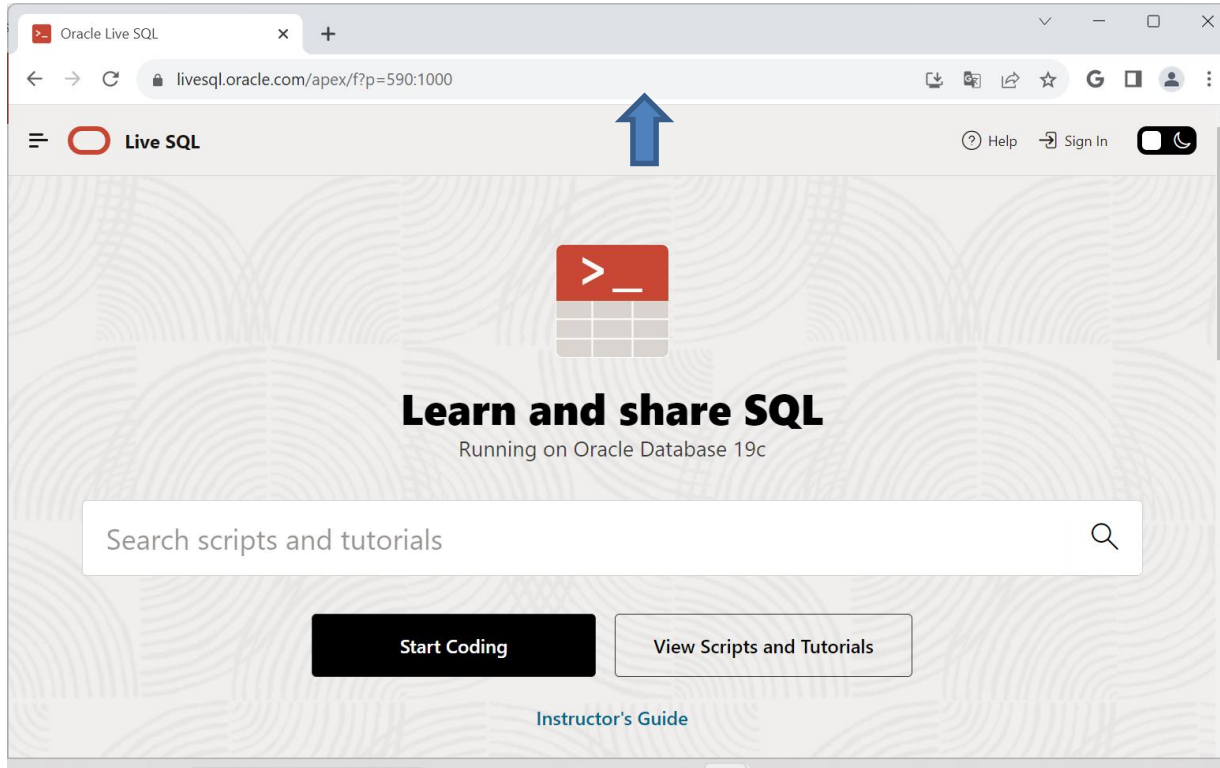 Oracle Live SQL
livesql.oracle.com/apex/f?p=590:1000
Live SQL
Help
Sign In
>_
Learn and share SQL
Running on Oracle Database 19c
Search scripts and tutorials
Start Coding
View Scripts and Tutorials
Instructor's Guide